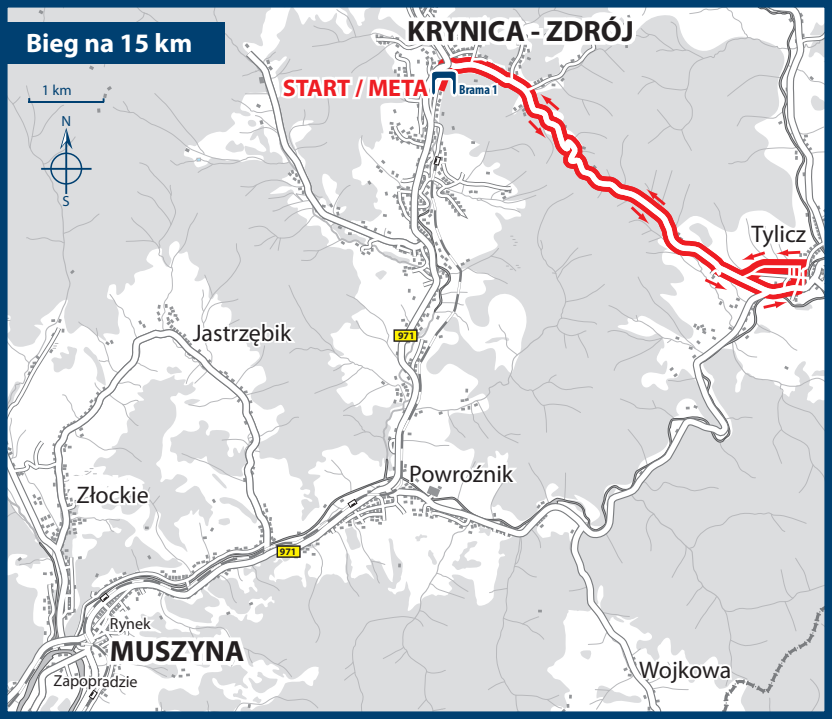 Bieg na 15 km
KRYNICA - ZDRÓJ
START / META
Brama 1
1 km
N
S
Tylicz
971
Jastrzębik
Powroźnik
Złockie
971
Rynek
MUSZYNA
Zapopradzie
Wojkowa